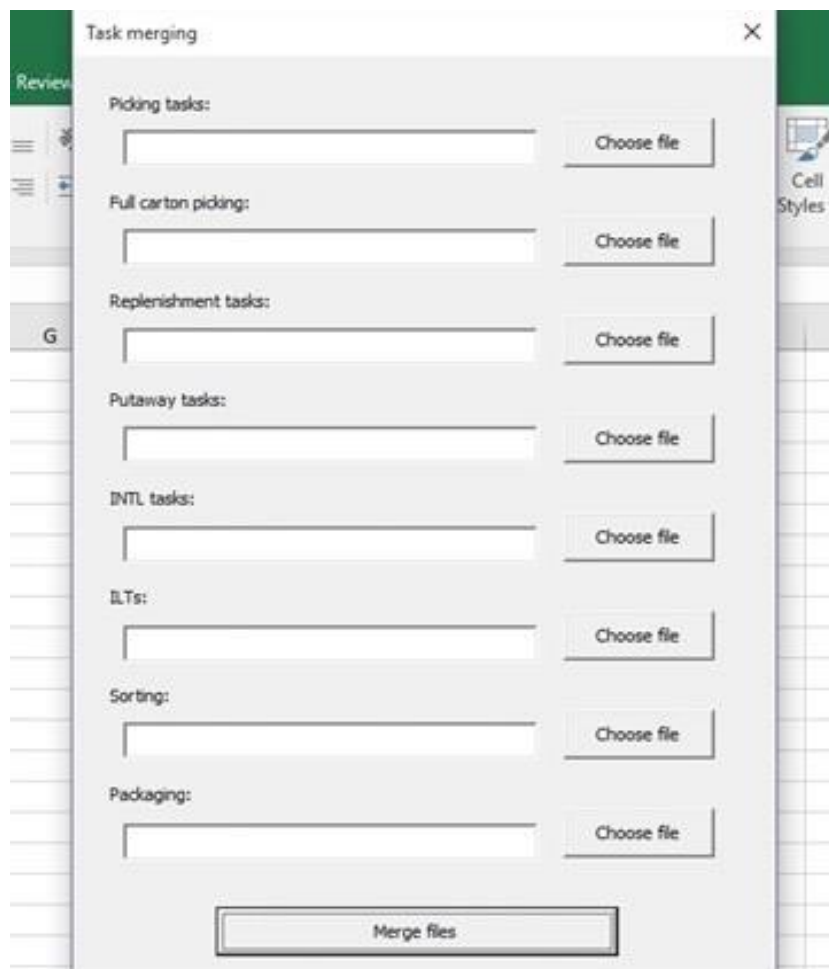 Task merging
Review
Picking tasks:
Choose file
%
Cell
Styles
Full carton picking:
Choose file
Replenishment tasks:
Choose file
G
Putaway tasks:
Choose file
INTL tasks:
Choose file
ILTs:
Choose file
Sorting:
Choose file
Packaging:
Choose file
Merge files